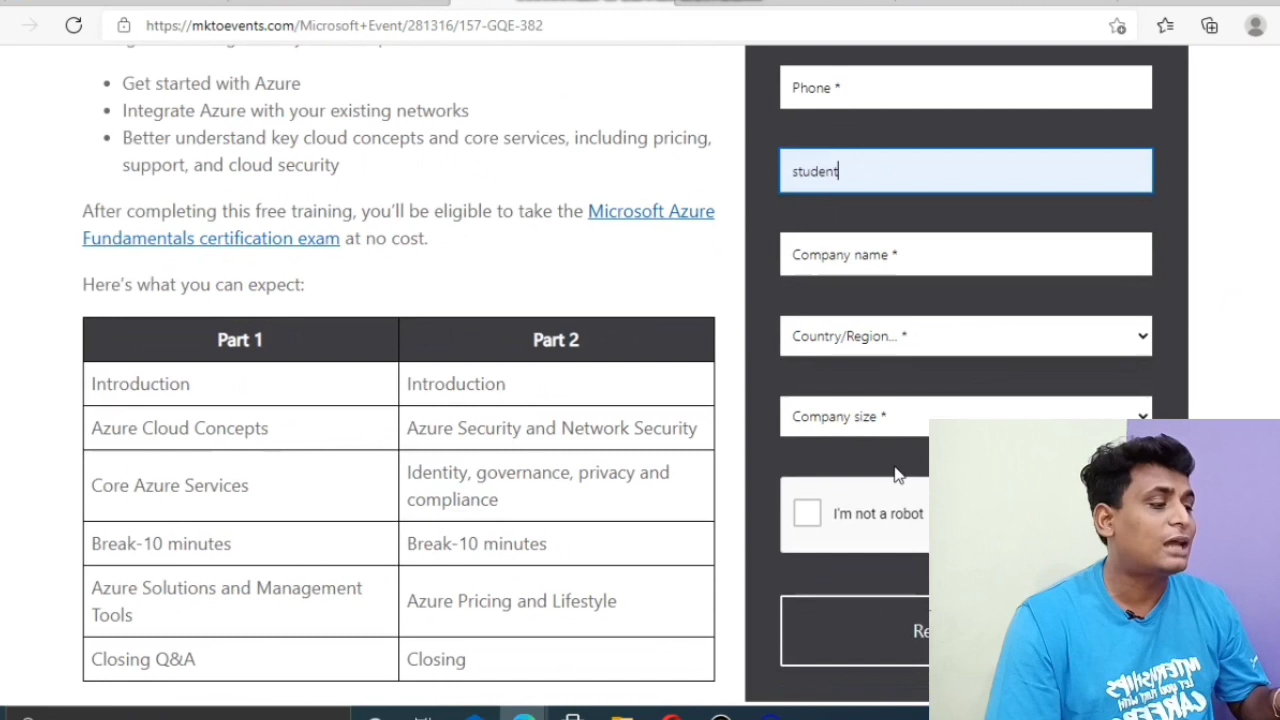 https://mktoevents.com/Microsoft+Event/281316/157-GQE-382
• Get started with Azure
• Integrate Azure with your existing networks
• Better understand key cloud concepts and core services, including pricing,
support, and cloud security
After completing this free training, you'll be eligible to take the Microsoft Azure
Fundamentals certification exam at no cost.
Here's what you can expect:
Part 1 Part 2
Introduction Introduction
Azure Cloud Concepts Azure Security and Network Security
Core Azure Services Identity, governance, privacy and
compliance
Break-10 minutes Break-10 minutes
Azure Solutions and Management
Tools
Azure Pricing and Lifestyle
Closing Q&A Closing
Phone *
student
Company name *
Country/Region... *
Company size *
I'm not a robot
Re
INTERNSHIPS
LET YOU
CAREER